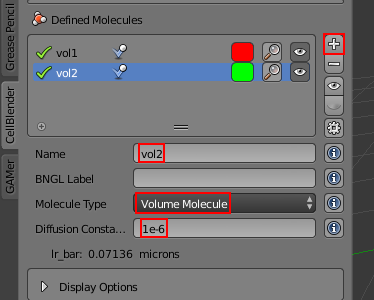 Grease Pencil
CellBlender
GAMer
Defined Molecules
vol1
vol2
Name vol2
BNGL Label
Molecule Type Volume Molecule
Diffusion Consta... 1e-6
lr_bar: 0.07136 microns
Display Options